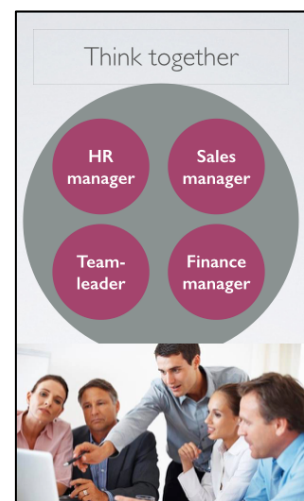 Think together
HR
manager
Sales
manager
Team-
leader
Finance
manager